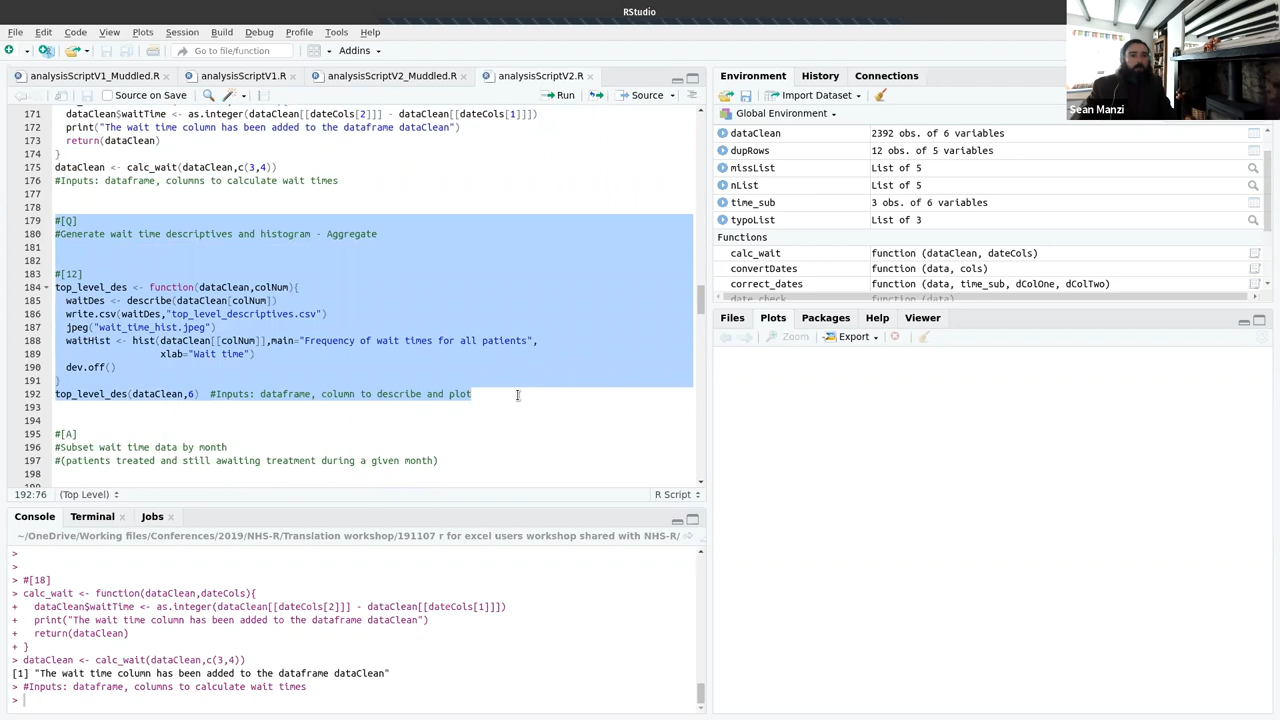 RStudio
File Edit Code View Plots Session Build Debug Profile Tools Help
Go to file/function Addins
analysisScriptV1_Muddled.R analysisScriptV1.R analysisScriptV2_Muddled.R analysisScriptV2.R
Source on Save Run Source
171 dataClean$waitTime <- as.integer(dataClean[[dateCols[2]]] - dataClean[[dateCols[1]]])
172 print("The wait time column has been added to the dataframe dataClean")
173 return(dataClean)
174 }
175 dataClean <- calc_wait(dataClean,c(3,4))
176 #Inputs: dataframe, columns to calculate wait times
177
178
179 #[Q]
180 #Generate wait time descriptives and histogram - Aggregate
181
182
183 #[12]
184 top_level_des <- function(dataClean,colNum){
185 waitDes <- describe(dataClean[colNum])
186 write.csv(waitDes,"top_level_descriptives.csv")
187 jpeg("wait_time_hist.jpeg")
188 waitHist <- hist(dataClean[[colNum]],main="Frequency of wait times for all patients",
189 xlab="Wait time")
190 dev.off()
191 }
192 top_level_des(dataClean,6) #Inputs: dataframe, column to describe and plot
193
194
195 #[A]
196 #Subset wait time data by month
197 #(patients treated and still awaiting treatment during a given month)
198
192:76 (Top Level) R Script
Console Terminal Jobs
~/OneDrive/Working files/Conferences/2019/NHS-R/Translation workshop/191107 r for excel users workshop shared with NHS-R/
>
>
> #[18]
> calc_wait <- function(dataClean,dateCols){
+ dataClean$waitTime <- as.integer(dataClean[[dateCols[2]]] - dataClean[[dateCols[1]]])
+ print("The wait time column has been added to the dataframe dataClean")
+ return(dataClean)
+ }
> dataClean <- calc_wait(dataClean,c(3,4))
[1] "The wait time column has been added to the dataframe dataClean"
> #Inputs: dataframe, columns to calculate wait times
>
Environment History Connections
Import Dataset
Global Environment
dataClean 2392 obs. of 6 variables
dupRows 12 obs. of 5 variables
missList List of 5
nList List of 5
time_sub 3 obs. of 6 variables
typoList List of 3
Functions
calc_wait function (dataClean, dateCols)
convertDates function (data, cols)
correct_dates function (data, time_sub, dColOne, dColTwo)
date_check function (data)
Files Plots Packages Help Viewer
Zoom Export
Sean Manzi